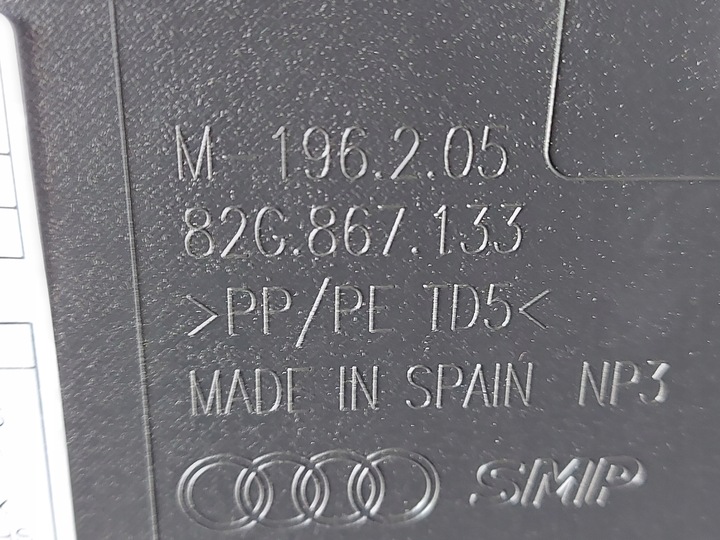 M-196.2.05
82G.867.133
>PP/PE TD5<
MADE IN SPAIN NP3
SMP